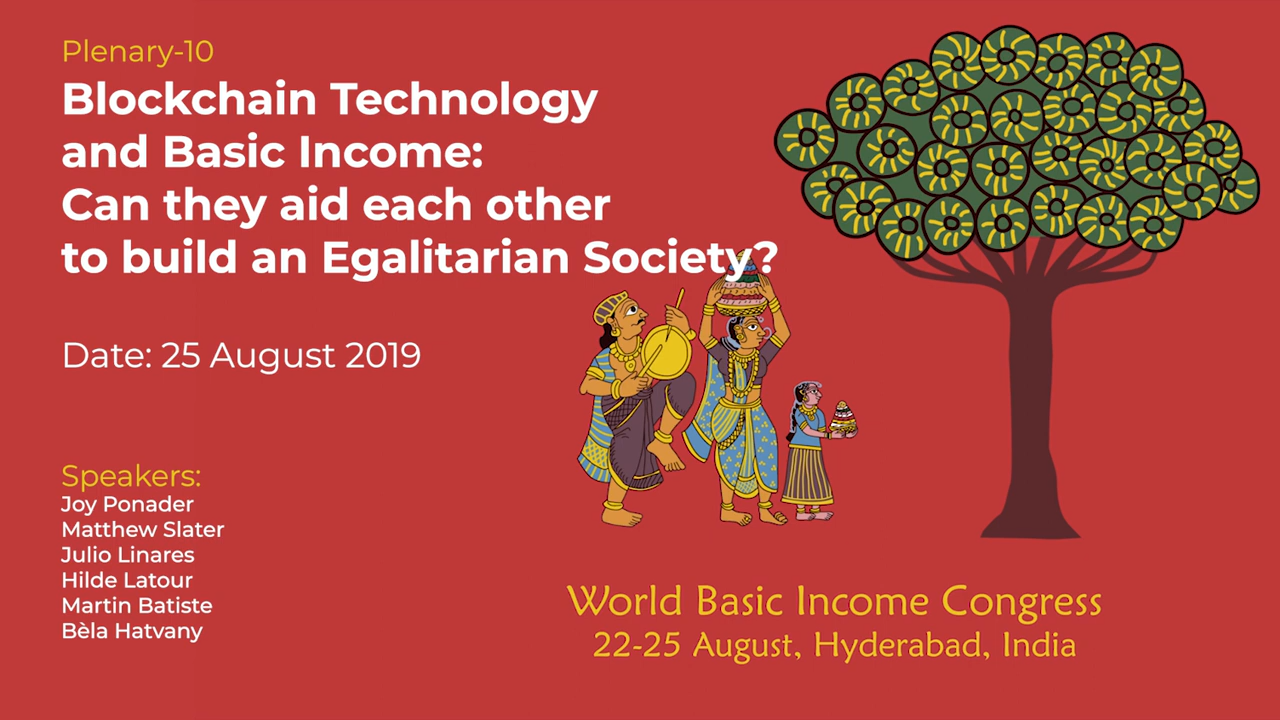 Plenary-10
Blockchain Technology
and Basic Income:
Can they aid each other
to build an Egalitarian Society?
Date: 25 August 2019
Speakers:
Joy Ponader
Matthew Slater
Julio Linares
Hilde Latour
Martin Batiste
Bèla Hatvany
World Basic Income Congress
22-25 August, Hyderabad, India